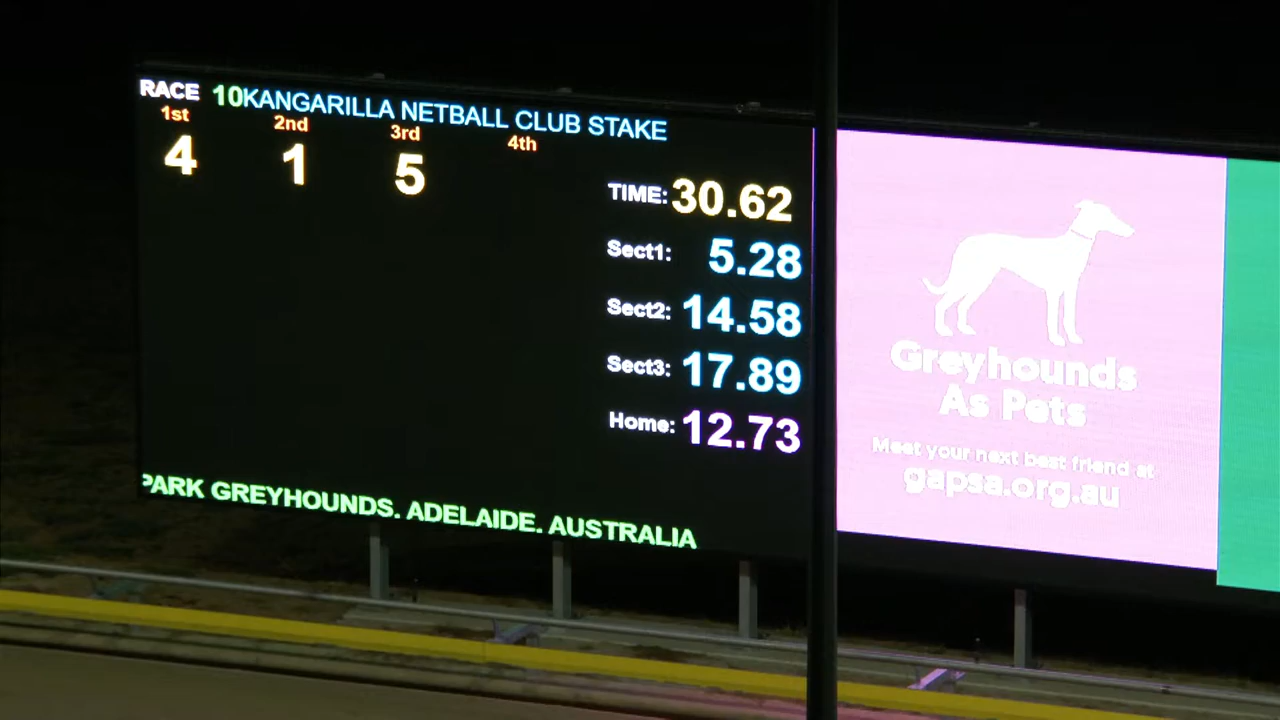 RACE 10KANGARILLA NETBALL CLUB STAKE
1st 2nd 3rd 4th
4 1 5
TIME: 30.62
Sect1: 5.28
Sect2: 14.58
Sect3: 17.89
Home: 12.73
PARK GREYHOUNDS. ADELAIDE. AUSTRALIA
Greyhounds
As Pets
Meet your next best friend at
gapsa.org.au